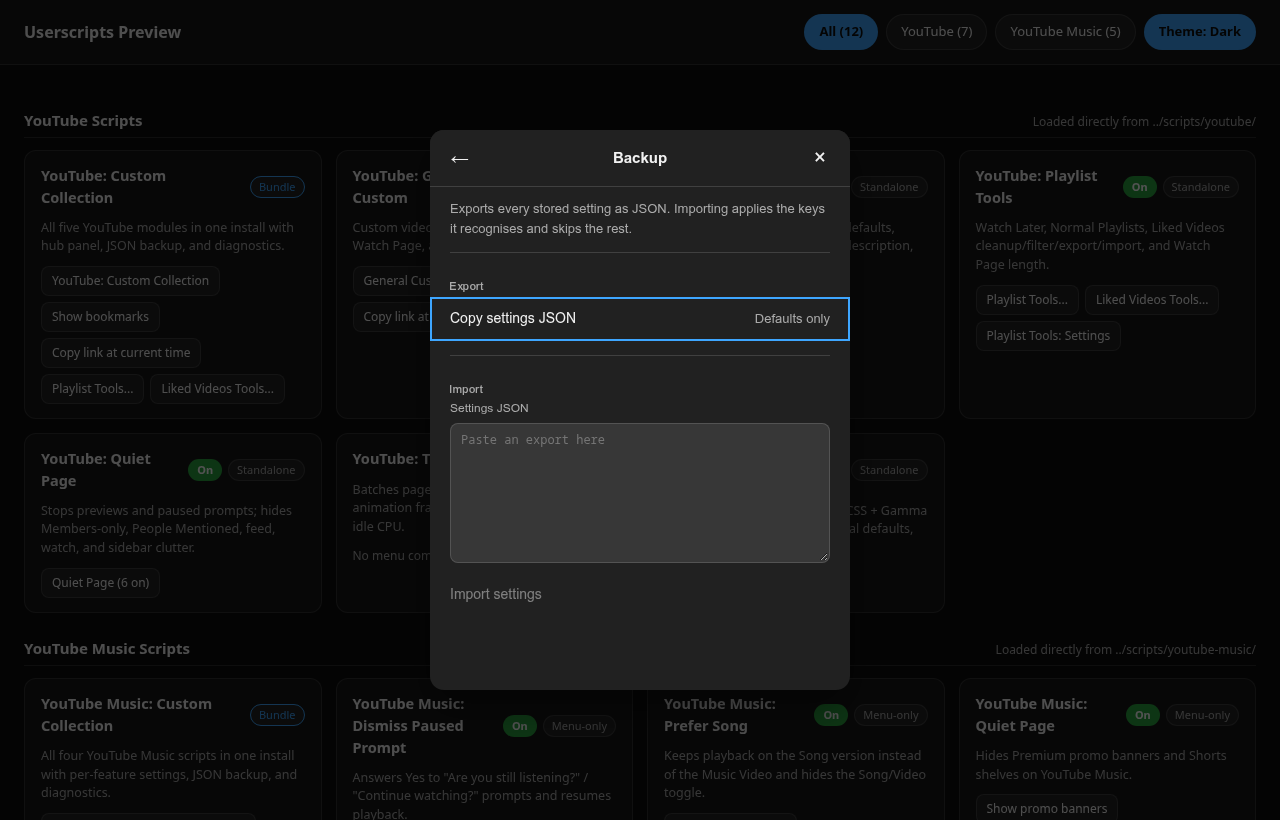 Userscripts Preview
All (12)
YouTube (7)
YouTube Music (5)
Theme: Dark
YouTube Scripts
Loaded directly from ../scripts/youtube/
YouTube: Custom
Collection
Bundle
All five YouTube modules in one install with
hub panel, JSON backup, and diagnostics.
YouTube: Custom Collection
Show bookmarks
Copy link at current time
Playlist Tools...
Liked Videos Tools...
YouTube: G
Custom
Custom vide
Watch Page,
General Cus
Copy link at
Standalone
efaults,
escription,
YouTube: Playlist
Tools
On
Standalone
Watch Later, Normal Playlists, Liked Videos
cleanup/filter/export/import, and Watch
Page length.
Playlist Tools...
Liked Videos Tools...
Playlist Tools: Settings
←
Backup
×
Exports every stored setting as JSON. Importing applies the keys
it recognises and skips the rest.
Export
Copy settings JSON
Defaults only
Import
Settings JSON
Paste an export here
Import settings
YouTube: Quiet
Page
On
Standalone
Stops previews and paused prompts; hides
Members-only, People Mentioned, feed,
watch, and sidebar clutter.
Quiet Page (6 on)
YouTube: T
Batches page
animation fra
idle CPU.
No menu com
Standalone
CSS + Gamma
al defaults,
YouTube Music Scripts
Loaded directly from ../scripts/youtube-music/
YouTube Music: Custom
Collection
Bundle
All four YouTube Music scripts in one install
with per-feature settings, JSON backup, and
diagnostics.
YouTube Music:
Dismiss Paused
Prompt
On
Menu-only
Answers Yes to "Are you still listening?" /
"Continue watching?" prompts and resumes
playback.
YouTube Music:
Prefer Song
On
Menu-only
Keeps playback on the Song version instead
of the Music Video and hides the Song/Video
toggle.
YouTube Music:
Quiet Page
On
Menu-only
Hides Premium promo banners and Shorts
shelves on YouTube Music.
Show promo banners